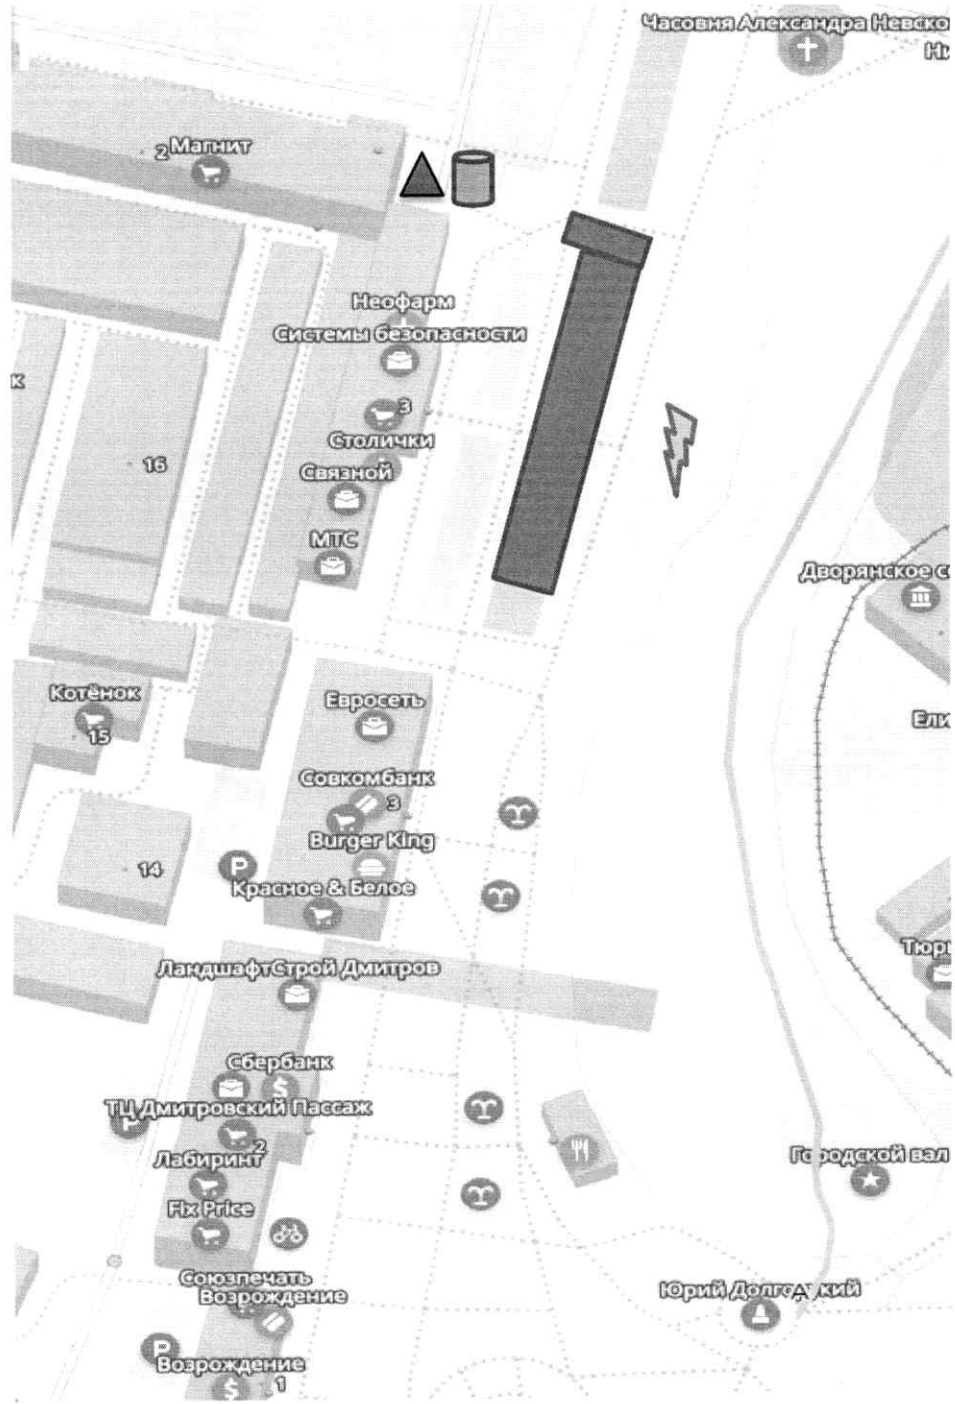 Часовня Александра Невско
Ни
2 Магнит
Неофарм
Системы безопасности
к
3
Столички
16
Связной
МТС
Дворянское с
Котёнок
15
Евросеть
Ели
Совкомбанк
3
Burger King
14
P
Красное & Белое
Тюр
ЛандшафтСтрой Дмитров
Сбербанк
$
ТЦ Дмитровский Пассаж
P
2
Лабиринт
Городской вал
Fix Price
Союзпечать
Возрождение
Юрий Долгорукий
P
Возрождение
$
1